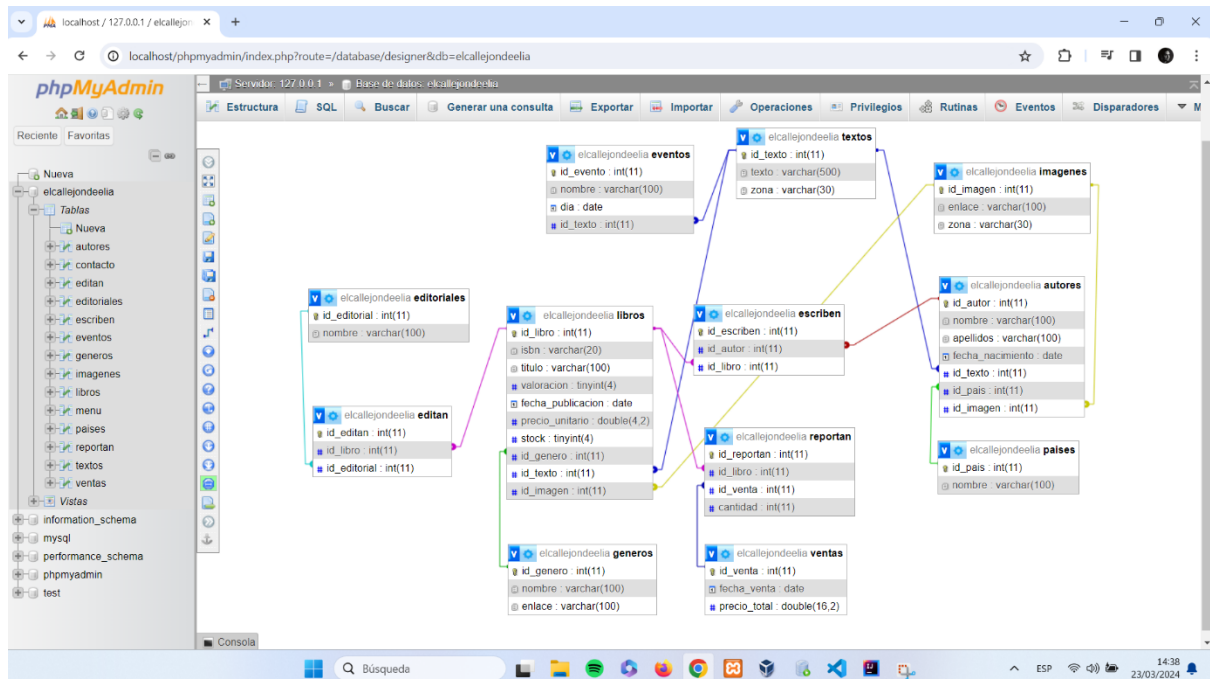 localhost / 127.0.0.1 / elcallejon
localhost/phpmyadmin/index.php?route=/database/designer&db=elcallejondeelia
phpMyAdmin
Reciente Favoritas
Nueva
elcallejondeelia
Tablas
Nueva
autores
contacto
editan
editoriales
escriben
eventos
generos
imagenes
libros
menu
paises
reportan
textos
ventas
Vistas
information_schema
mysql
performance_schema
phpmyadmin
test
Servidor: 127.0.0.1 » Base de datos: elcallejondeelia
Estructura SQL Buscar Generar una consulta Exportar Importar Operaciones Privilegios Rutinas Eventos Disparadores M
elcallejondeelia eventos
id_evento : int(11)
nombre : varchar(100)
dia : date
id_texto : int(11)
elcallejondeelia textos
id_texto : int(11)
texto : varchar(500)
zona : varchar(30)
elcallejondeelia imagenes
id_imagen : int(11)
enlace : varchar(100)
zona : varchar(30)
elcallejondeelia editoriales
id_editorial : int(11)
nombre : varchar(100)
elcallejondeelia libros
id_libro : int(11)
isbn : varchar(20)
titulo : varchar(100)
valoracion : tinyint(4)
fecha_publicacion : date
precio_unitario : double(4,2)
stock : tinyint(4)
id_genero : int(11)
id_texto : int(11)
id_imagen : int(11)
elcallejondeelia escriben
id_escriben : int(11)
id_autor : int(11)
id_libro : int(11)
elcallejondeelia autores
id_autor : int(11)
nombre : varchar(100)
apellidos : varchar(100)
fecha_nacimiento : date
id_texto : int(11)
id_pais : int(11)
id_imagen : int(11)
elcallejondeelia editan
id_editan : int(11)
id_libro : int(11)
id_editorial : int(11)
elcallejondeelia reportan
id_reportan : int(11)
id_libro : int(11)
id_venta : int(11)
cantidad : int(11)
elcallejondeelia paises
id_pais : int(11)
nombre : varchar(100)
elcallejondeelia generos
id_genero : int(11)
nombre : varchar(100)
enlace : varchar(100)
elcallejondeelia ventas
id_venta : int(11)
fecha_venta : date
precio_total : double(16,2)
Consola
Búsqueda
ESP
14:38
23/03/2024